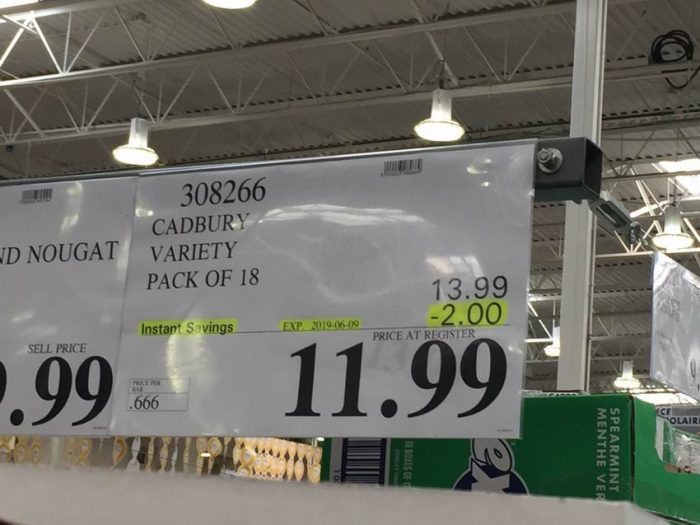 308266
CADBURY
VARIETY
PACK OF 18
13.99
-2.00
Instant Savings
EXP. 2019-06-09
PRICE AT REGISTER
11.99
PRICE PER
BAR
.666
ND NOUGAT
SELL PRICE
.99
SPEARMINT
MENTHE VER